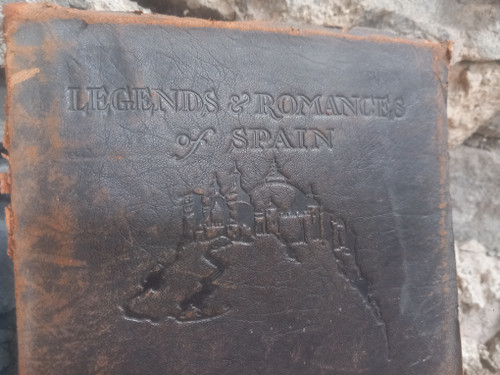 LEGENDS & ROMANCES
of SPAIN